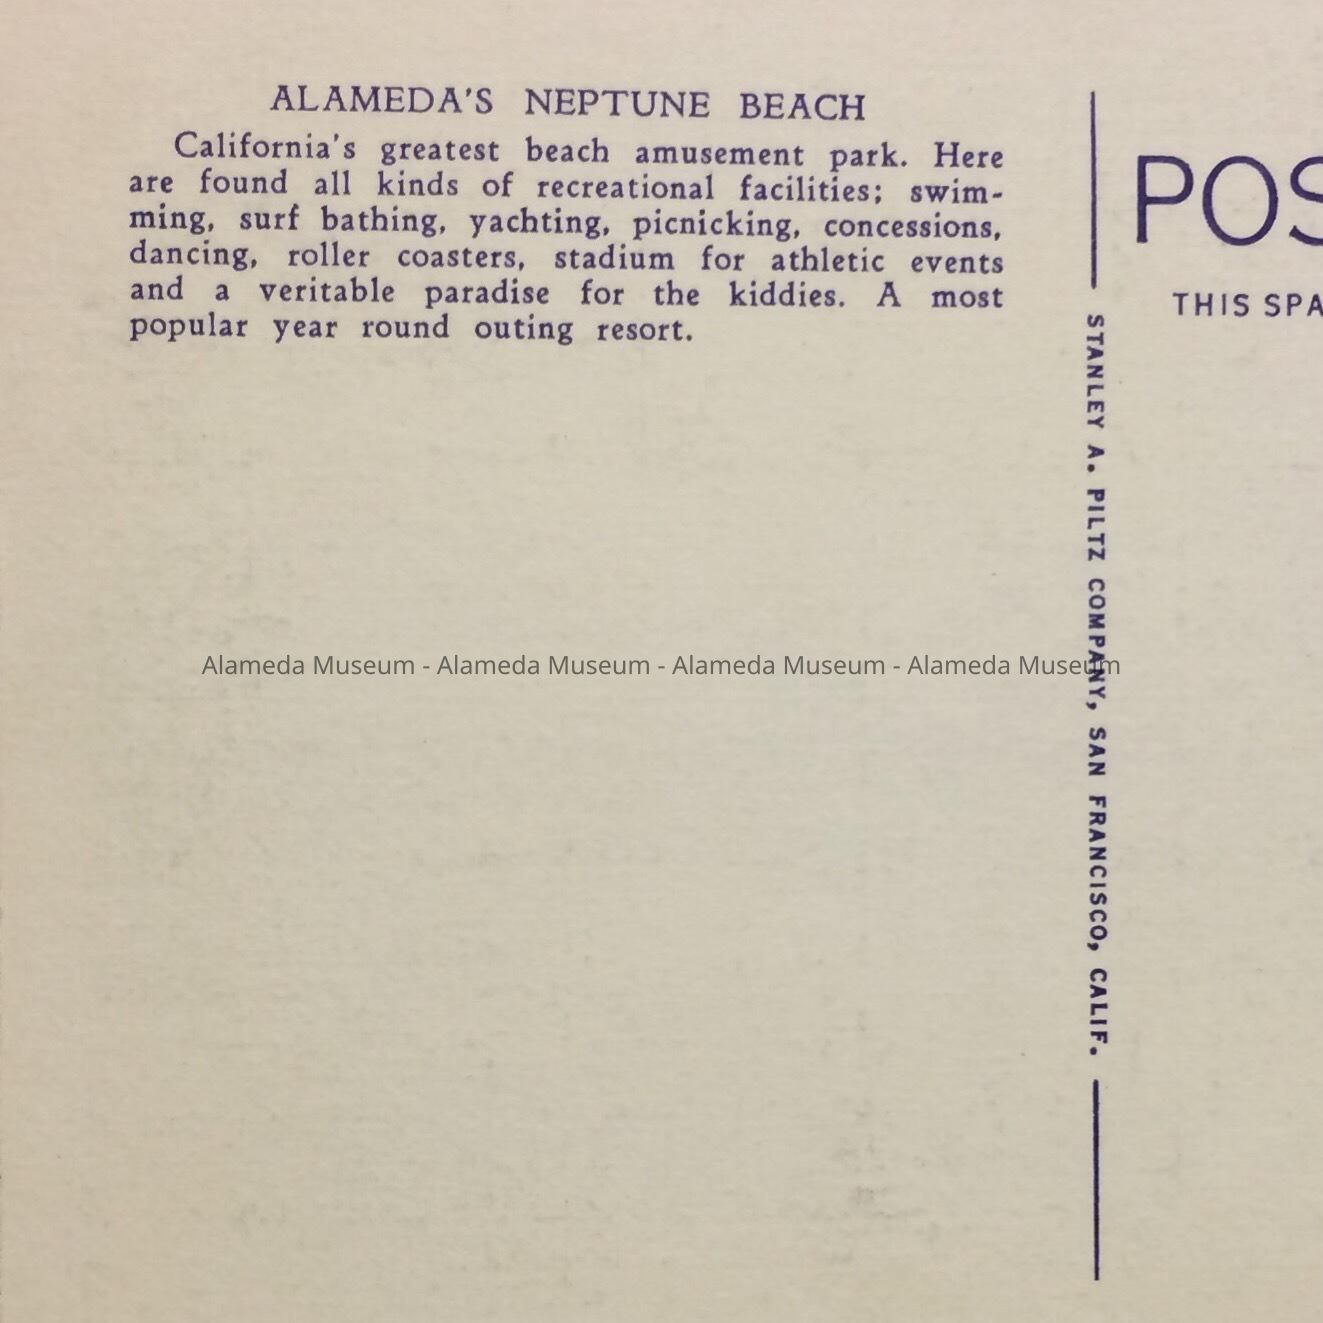 ALAMEDA'S NEPTUNE BEACH
California's greatest beach amusement park. Here
are found all kinds of recreational facilities; swim-
ming, surf bathing, yachting, picnicking, concessions,
dancing, roller coasters, stadium for athletic events
and a veritable paradise for the kiddies. A most
popular year round outing resort.
STANLEY A. PILTZ COMPANY, SAN FRANCISCO, CALIF.
POS
THIS SPA
Alameda Museum - Alameda Museum - Alameda Museum - Alameda Museum